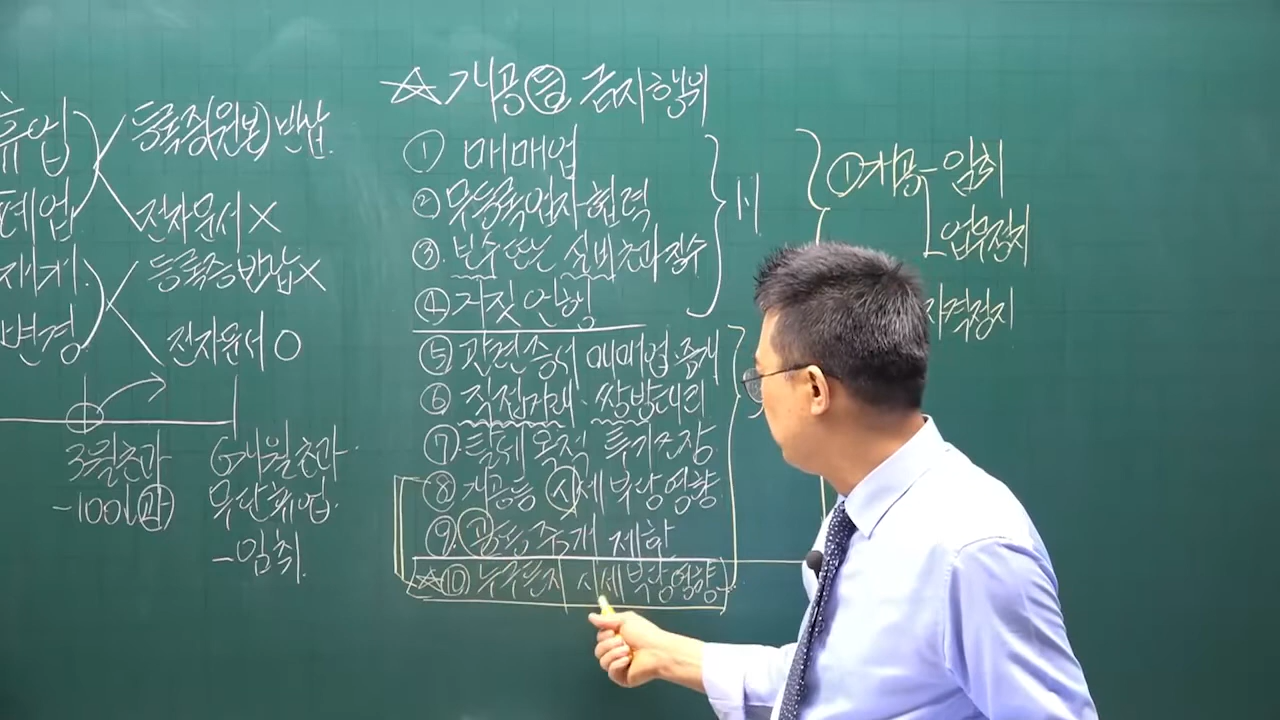 휴업 등록증(원본) 반납
폐업 전자문서 X
재개 등록증 반납 X
변경 전자문서 O
3월초과
-100↓과
6개월초과
무단휴업
-임취
☆ 개공등 금지행위
① 매매업
② 무등록업자 협력
③ 보수 또는 실비 초과 징수
④ 거짓 언행
⑤ 관련 증서 매매업·중개
⑥ 직접거래·쌍방대리
⑦ 탈세 목적 투기조장
⑧ 개공등 시세 부당 영향
⑨ 공동중개 제한
☆⑩ 누구든지 시세 부당 영향
1-1
① 개공-임취
업무정지
자격정지